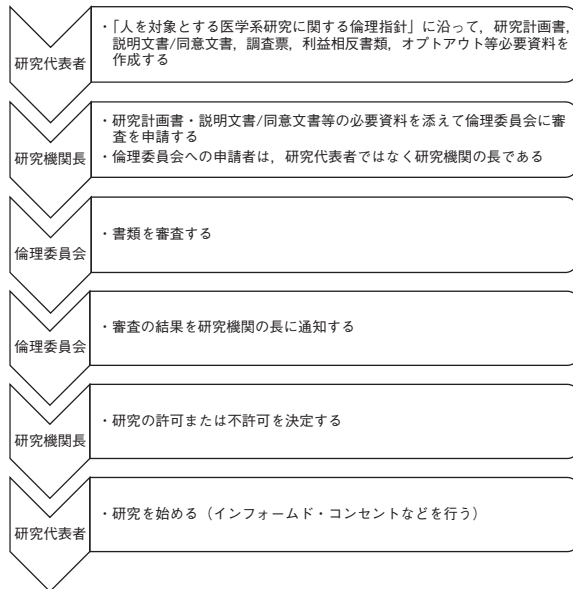 研究代表者
・「人を対象とする医学系研究に関する倫理指針」に沿って，研究計画書，
説明文書/同意文書，調査票，利益相反書類，オプトアウト等必要資料を
作成する
研究機関長
・研究計画書・説明文書/同意文書等の必要資料を添えて倫理委員会に審
査を申請する
・倫理委員会への申請者は，研究代表者ではなく研究機関の長である
倫理委員会
・書類を審査する
倫理委員会
・審査の結果を研究機関の長に通知する
研究機関長
・研究の許可または不許可を決定する
研究代表者
・研究を始める（インフォームド・コンセントなどを行う）